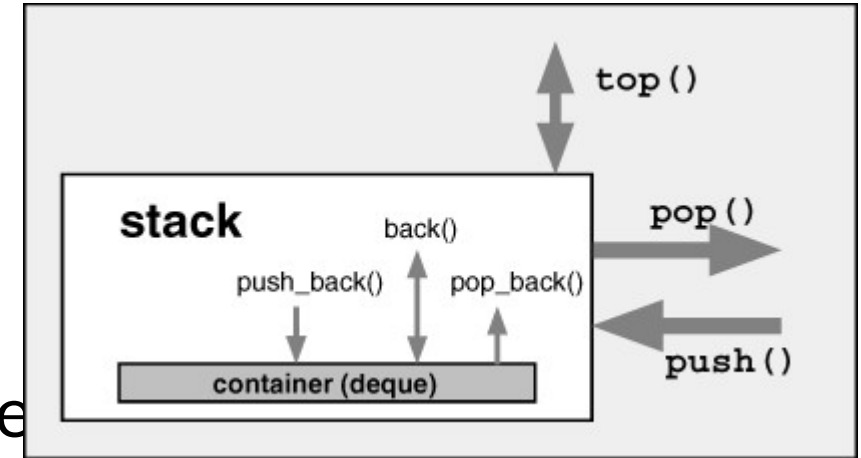 top()
pop()
stack
back()
push_back() pop_back()
push()
container (deque)
e